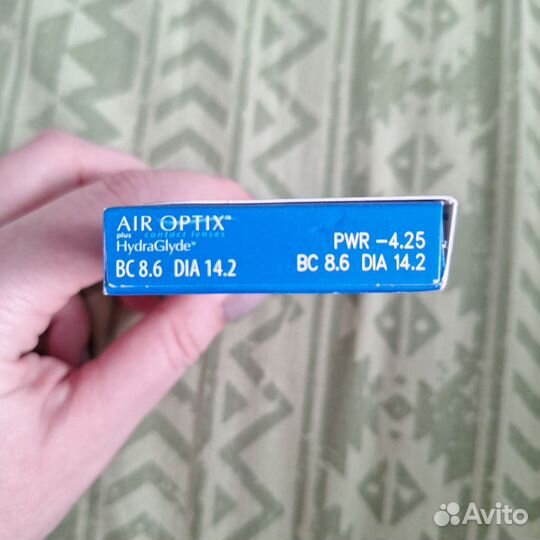 AIR OPTIX™
plus contact lenses
HydraGlyde®
BC 8.6 DIA 14.2
PWR −4.25
BC 8.6 DIA 14.2
Avito